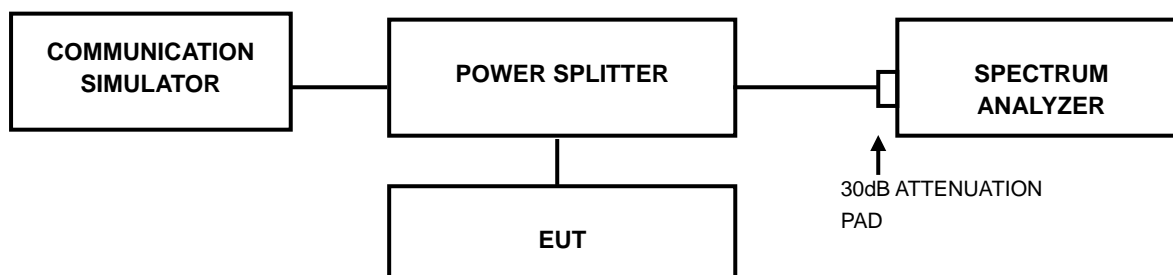 COMMUNICATION
SIMULATOR
POWER SPLITTER
SPECTRUM
ANALYZER
30dB ATTENUATION
PAD
EUT